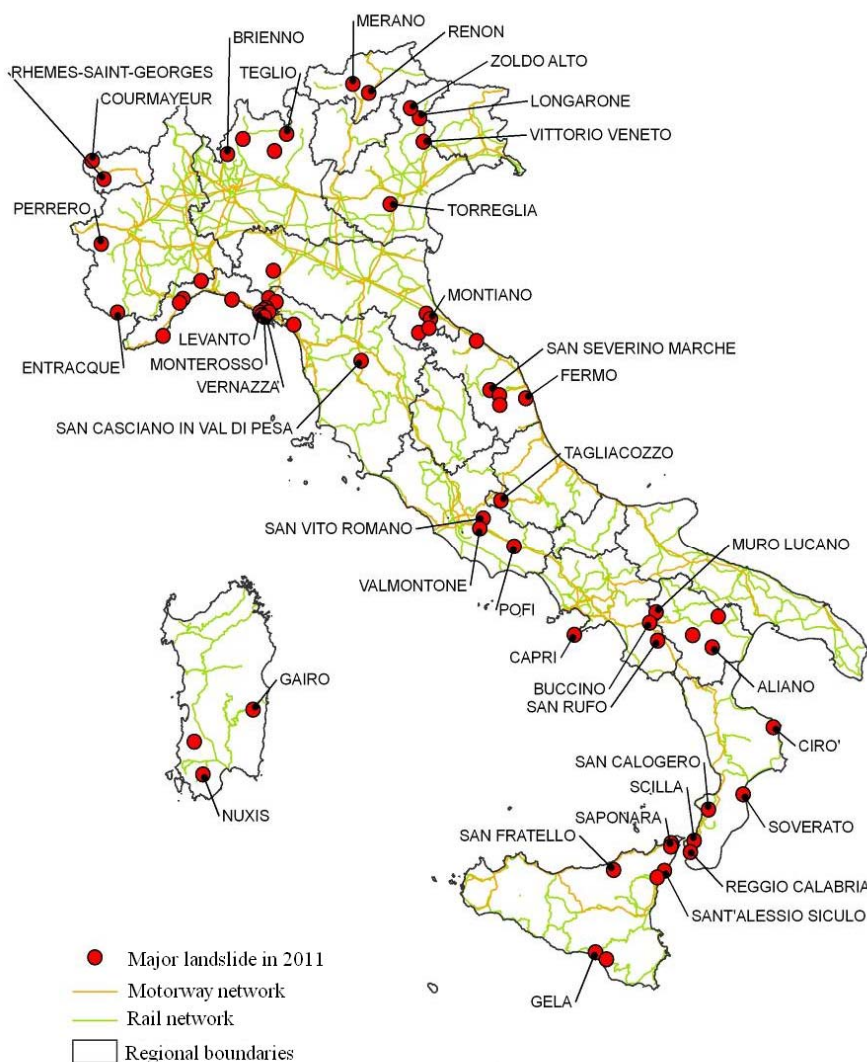 MERANO
BRIENNO
RENON
RHEMES-SAINT-GEORGES
TEGLIO
ZOLDO ALTO
COURMAYEUR
LONGARONE
VITTORIO VENETO
PERRERO
TORREGLIA
MONTIANO
LEVANTO
ENTRACQUE
MONTEROSSO
SAN SEVERINO MARCHE
VERNAZZA
FERMO
SAN CASCIANO IN VAL DI PESA
TAGLIACOZZO
SAN VITO ROMANO
MURO LUCANO
VALMONTONE
POFI
CAPRI
GAIRO
BUCCINO
ALIANO
SAN RUFO
CIRO'
SAN CALOGERO
SCILLA
NUXIS
SAPONARA
SOVERATO
SAN FRATELLO
REGGIO CALABRIA
SANT'ALESSIO SICULO
GELA
Major landslide in 2011
Motorway network
Rail network
Regional boundaries